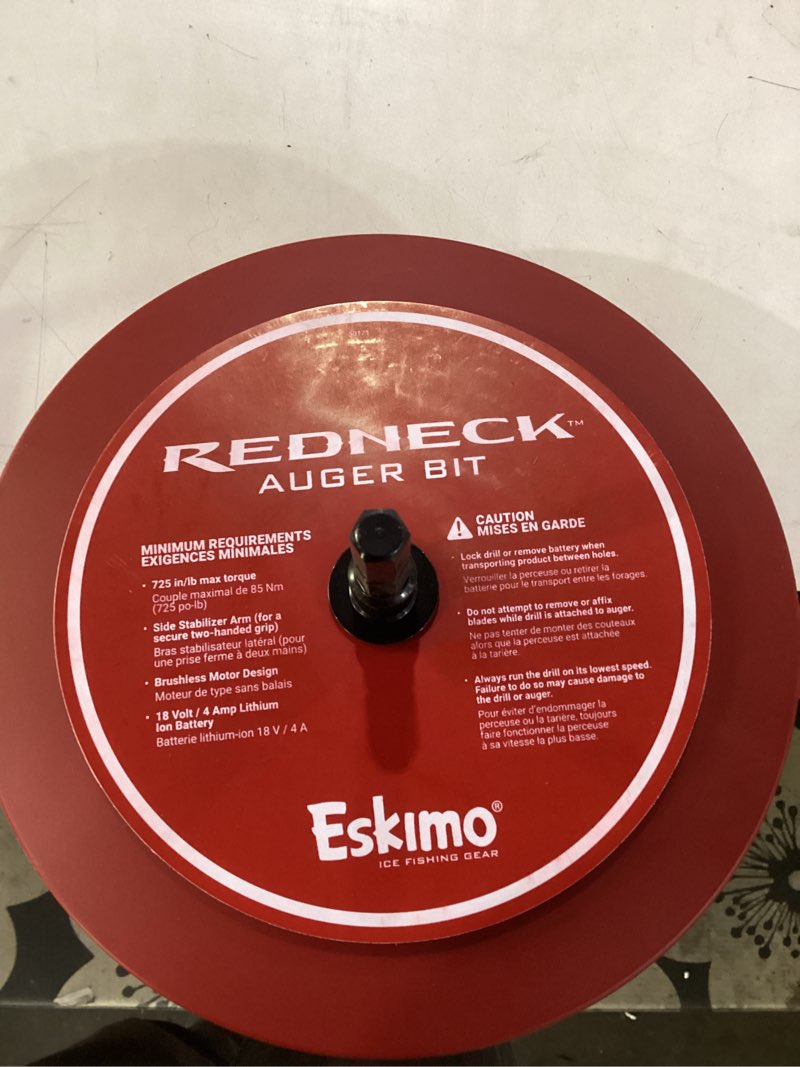 REDNECK™
AUGER BIT
MINIMUM REQUIREMENTS
EXIGENCES MINIMALES
• 725 in/lb max torque
Couple maximal de 85 Nm
(725 po-lb)
• Side Stabilizer Arm (for a
secure two-handed grip)
Bras stabilisateur latéral (pour
une prise ferme à deux mains)
• Brushless Motor Design
Moteur de type sans balais
• 18 Volt / 4 Amp Lithium
Ion Battery
Batterie lithium-ion 18 V / 4 A
CAUTION
MISES EN GARDE
• Lock drill or remove battery when
transporting product between holes.
Verrouiller la perceuse ou retirer la
batterie pour le transport entre les forages.
• Do not attempt to remove or affix
blades while drill is attached to auger.
Ne pas tenter de monter des couteaux
alors que la perceuse est attachée
à la tarière.
• Always run the drill on its lowest speed.
Failure to do so may cause damage to
the drill or auger.
Pour éviter d'endommager la
perceuse ou la tarière, toujours
faire fonctionner la perceuse
à sa vitesse la plus basse.
Eskimo®
ICE FISHING GEAR